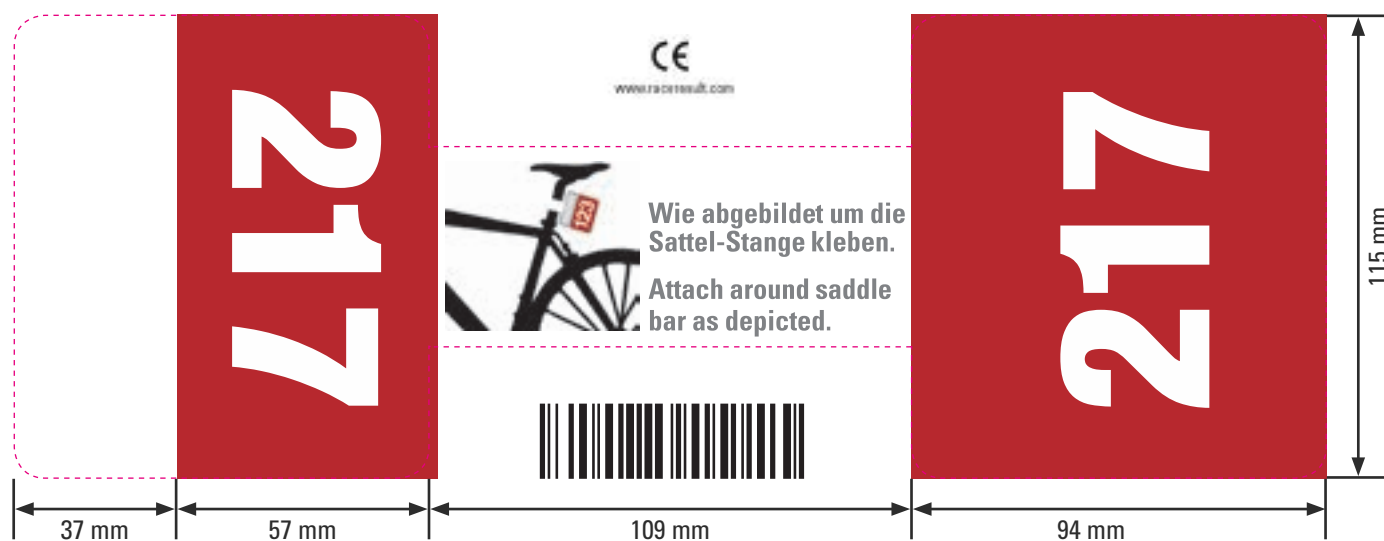 217
CE
www.raceresult.com
123
Wie abgebildet um die
Sattel-Stange kleben.
Attach around saddle
bar as depicted.
217
115 mm
37 mm
57 mm
109 mm
94 mm